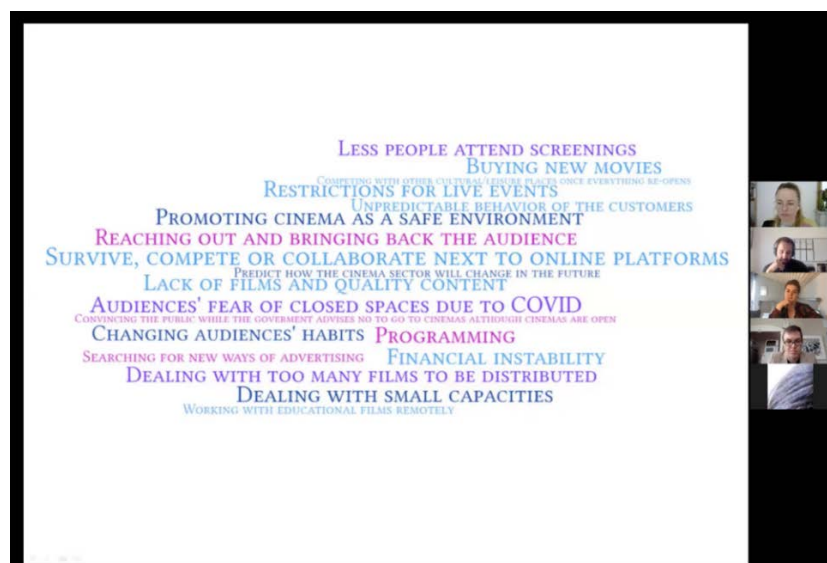 Less people attend screenings
Buying new movies
Competing with other cultural/leisure places once everything re-opens
Restrictions for live events
Unpredictable behavior of the customers
Promoting cinema as a safe environment
Reaching out and bringing back the audience
Survive, compete or collaborate next to online platforms
Predict how the cinema sector will change in the future
Lack of films and quality content
Audiences' fear of closed spaces due to COVID
Convincing the public while the goverment advises no to go to cinemas although cinemas are open
Changing audiences' habits Programming
Searching for new ways of advertising Financial instability
Dealing with too many films to be distributed
Dealing with small capacities
Working with educational films remotely